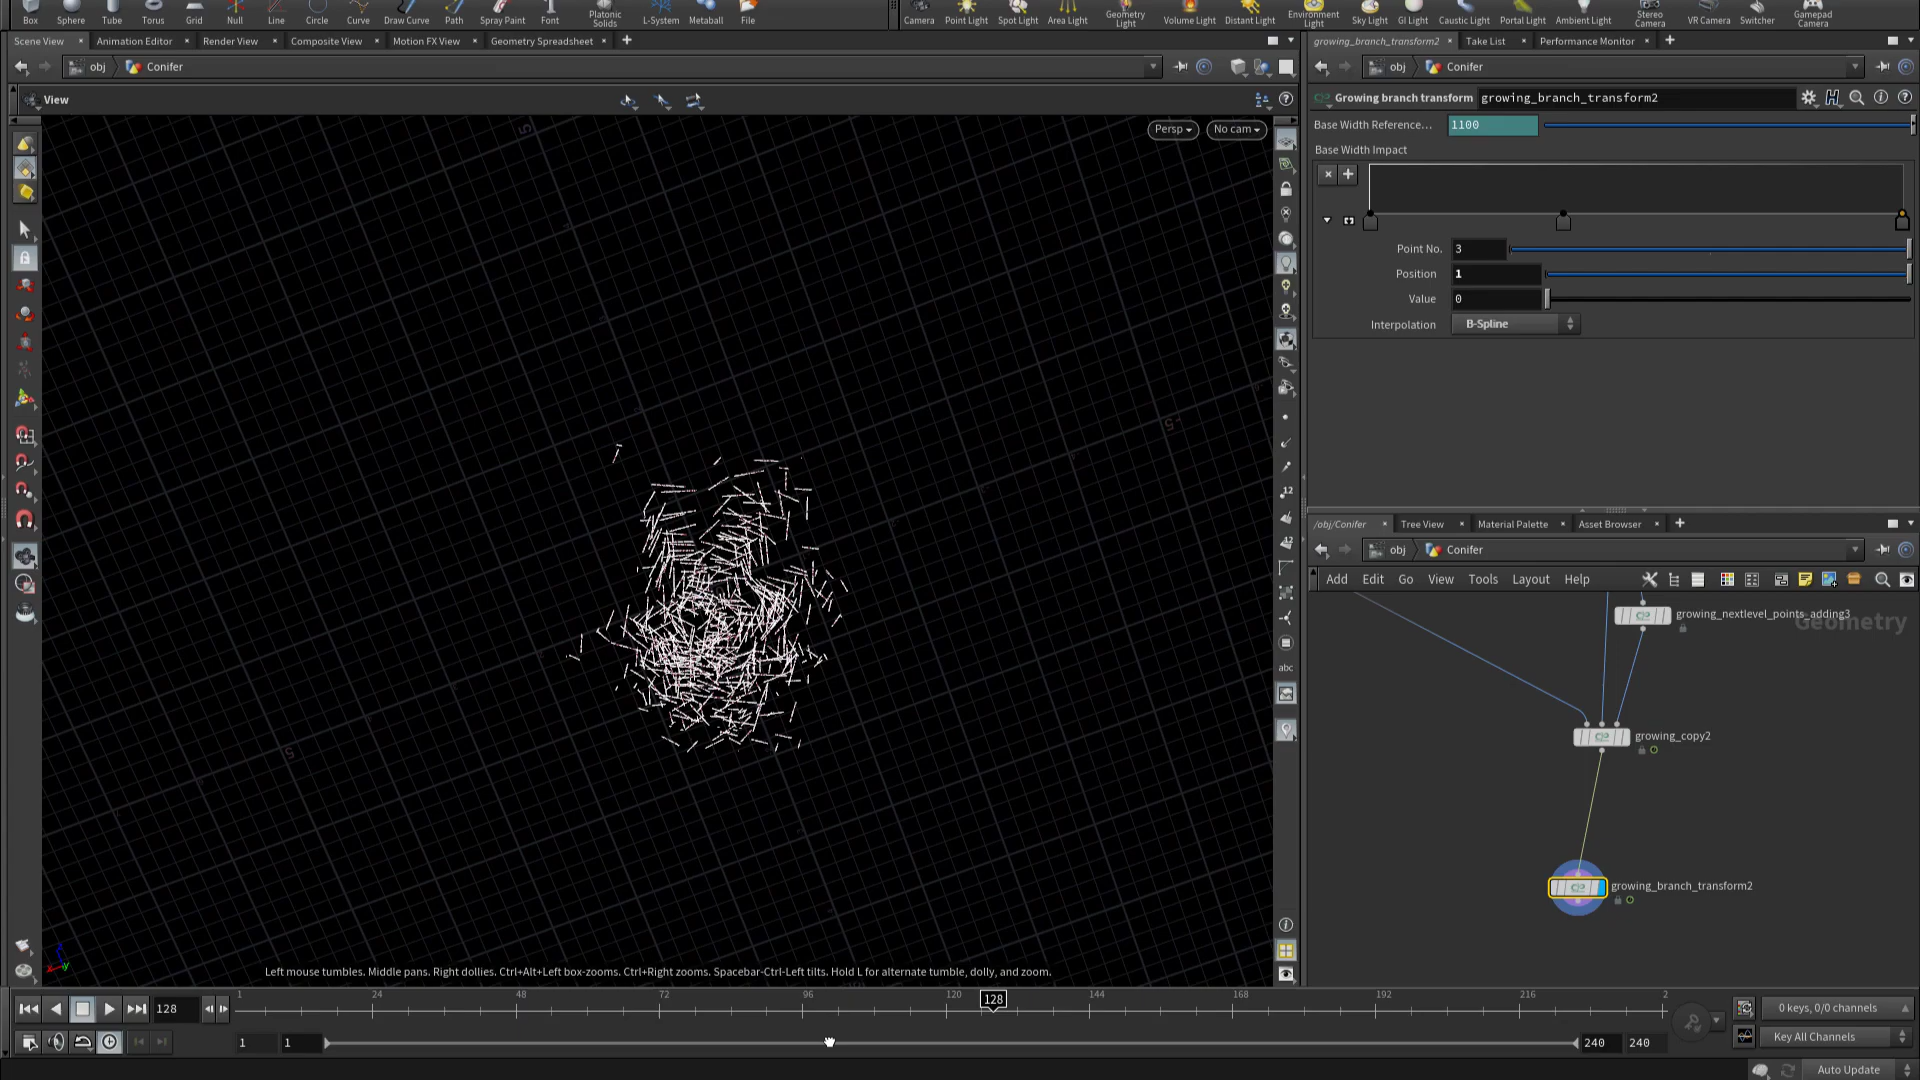 Box Sphere Tube Torus Grid Null Line Circle Curve Draw Curve Path Spray Paint Font Platonic Solids L-System Metaball File
Camera Point Light Spot Light Area Light Geometry Light Volume Light Distant Light Environment Light Sky Light GI Light Caustic Light Portal Light Ambient Light Stereo Camera VR Camera Switcher Gamepad Camera
Scene View Animation Editor Render View Composite View Motion FX View Geometry Spreadsheet
growing_branch_transform2 Take List Performance Monitor
obj Conifer
obj Conifer
View
Growing branch transform growing_branch_transform2
Persp No cam
Base Width Reference... 1100
Base Width Impact
Point No. 3
Position 1
Value 0
Interpolation B-Spline
/obj/Conifer Tree View Material Palette Asset Browser
obj Conifer
Add Edit Go View Tools Layout Help
Geometry
growing_nextlevel_points_adding3
growing_copy2
growing_branch_transform2
5
-5
5
12
12
abc
z
x
y
Left mouse tumbles. Middle pans. Right dollies. Ctrl+Alt+Left box-zooms. Ctrl+Right zooms. Spacebar-Ctrl-Left tilts. Hold L for alternate tumble, dolly, and zoom.
128 1 24 48 72 96 120 128 144 168 192 216 2
0 keys, 0/0 channels
1 1 240 240
Key All Channels
Auto Update